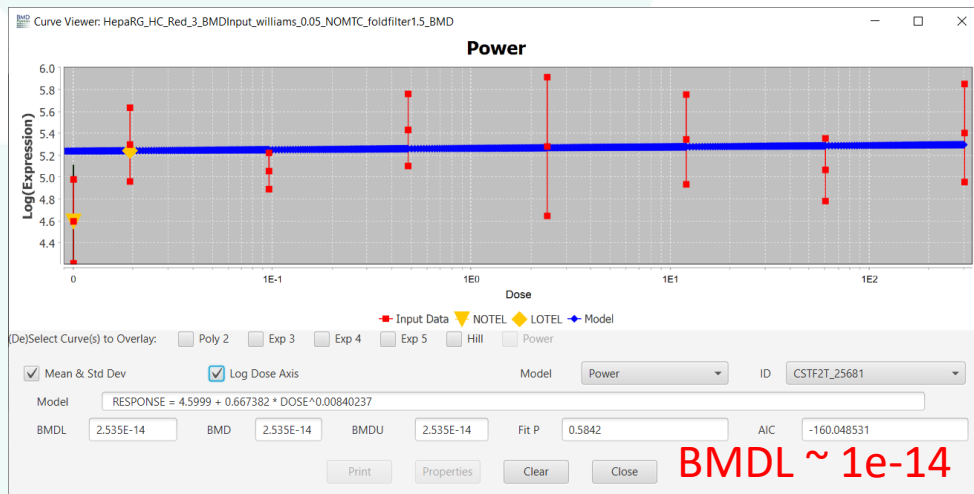 Curve Viewer: HepaRG_HC_Red_3_BMDInput_williams_0.05_NOMTC_foldfilter1.5_BMD
Power
6.0
5.8
5.6
5.4
5.2
5.0
4.8
4.6
4.4
Log(Expression)
0 1E-1 1E0 1E1 1E2
Dose
Input Data NOTEL LOTEL Model
(De)Select Curve(s) to Overlay: Poly 2 Exp 3 Exp 4 Exp 5 Hill Power
Mean & Std Dev Log Dose Axis Model Power ID CSTF2T_25681
Model RESPONSE = 4.5999 + 0.667382 * DOSE^0.00840237
BMDL 2.535E-14 BMD 2.535E-14 BMDU 2.535E-14 Fit P 0.5842 AIC -160.048531
Print Properties Clear Close
BMDL ~ 1e-14